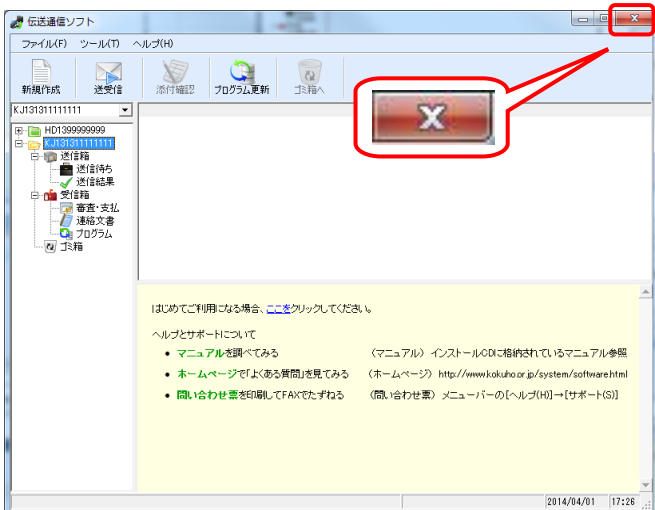 伝送通信ソフト
ファイル(F) ツール(T) ヘルプ(H)
新規作成 送受信 添付確認 プログラム更新 ゴミ箱へ
KJ131311111111
HD1399999999
KJ131311111111
送信箱
送信待ち
送信結果
受信箱
審査・支払
連絡文書
プログラム
ゴミ箱
はじめてご利用になる場合、ここをクリックしてください。
ヘルプとサポートについて
• マニュアルを調べてみる （マニュアル） インストールCDに格納されているマニュアル参照
• ホームページで「よくある質問」を見てみる （ホームページ） http://www.kokuho.or.jp/system/software.html
• 問い合わせ票を印刷してFAXでたずねる （問い合わせ票） メニューバーの[ヘルプ(H)]→[サポート(S)]
2014/04/01 17:26